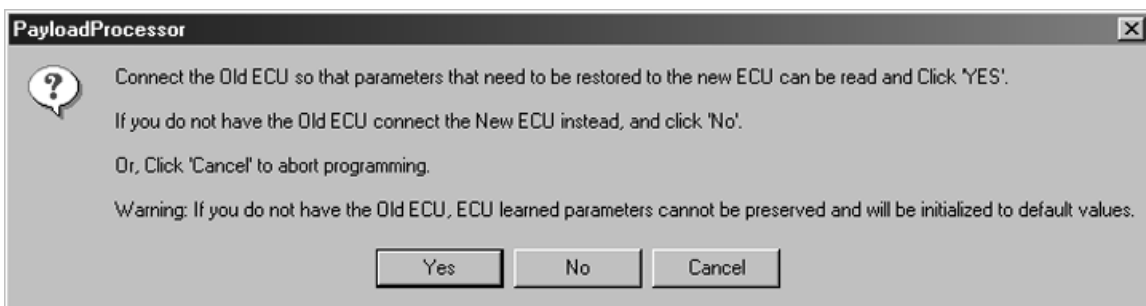 PayloadProcessor
Connect the Old ECU so that parameters that need to be restored to the new ECU can be read and Click 'YES'.
If you do not have the Old ECU connect the New ECU instead, and click 'No'.
Or, Click 'Cancel' to abort programming.
Warning: If you do not have the Old ECU, ECU learned parameters cannot be preserved and will be initialized to default values.
Yes No Cancel